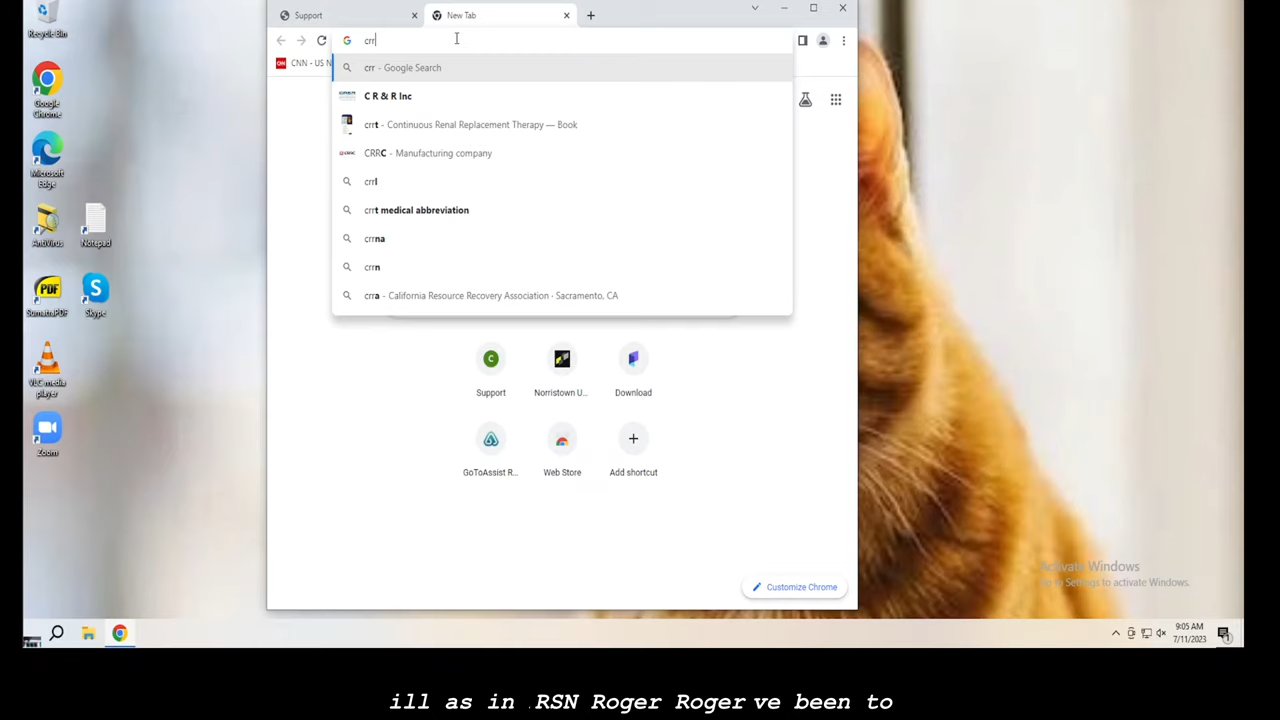 Recycle Bin
Support
New Tab
crr
CNN - US N
crr - Google Search
C R & R Inc
crrt - Continuous Renal Replacement Therapy — Book
CRRC - Manufacturing company
crrl
crrt medical abbreviation
crrna
crrn
crra - California Resource Recovery Association · Sacramento, CA
Google Chrome
Microsoft Edge
AntiVirus
Notepad
PDF
SumatraPDF
Skype
VLC media player
Zoom
Support
Norristown U...
Download
GoToAssist R...
Web Store
Add shortcut
Customize Chrome
Activate Windows
Go to Settings to activate Windows.
9:05 AM
7/11/2023
ill as in RSN Roger Roger ve been to